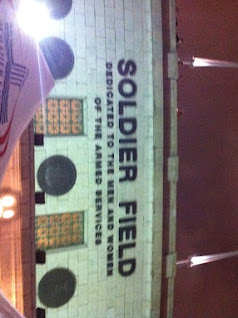 SOLDIER FIELD
DEDICATED TO THE MEN AND WOMEN
OF THE ARMED SERVICES